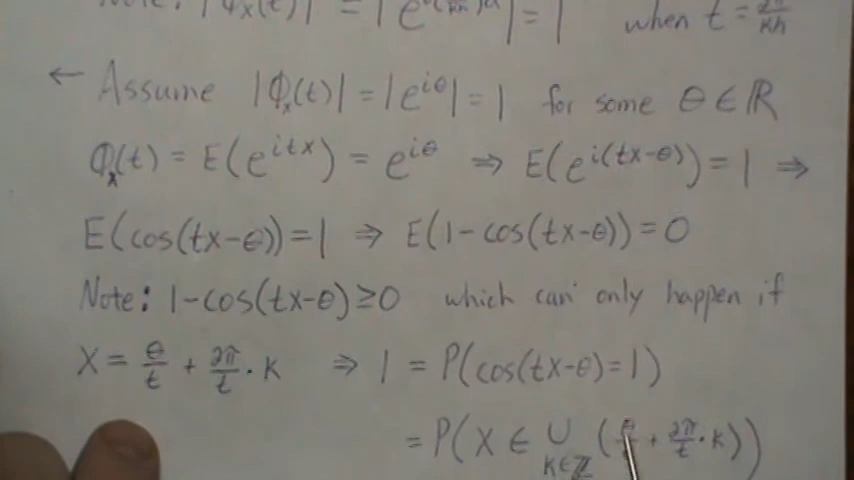 Note: |Φₓ(t)| = |e | = 1 when t = 2π/kh
← Assume |Φₓ(t)| = |e^{iθ}| = 1 for some θ ∈ ℝ
Φₓ(t) = E(e^{itx}) = e^{iθ} ⇒ E(e^{i(tx-θ)}) = 1 ⇒
E(cos(tx-θ)) = 1 ⇒ E(1-cos(tx-θ)) = 0
Note: 1-cos(tx-θ) ≥ 0 which can only happen if
X = θ/t + 2π/t · K ⇒ 1 = P(cos(tx-θ)=1)
= P(X ∈ ∪_{K∈ℤ} ( + 2π/t · K))